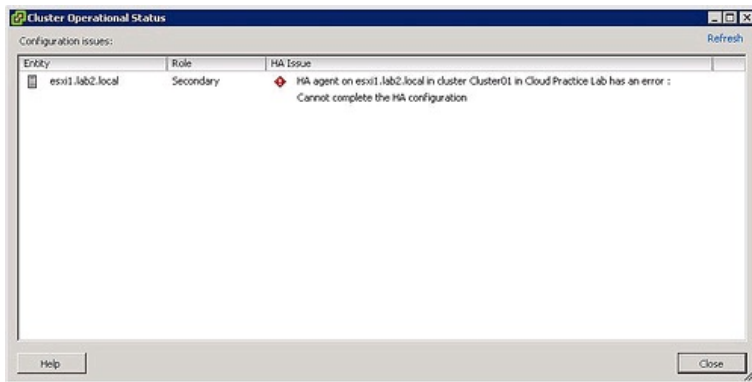 Cluster Operational Status
Configuration issues:
Refresh
Entity Role HA Issue
esxi1.lab2.local Secondary HA agent on esxi1.lab2.local in cluster Cluster01 in Cloud Practice Lab has an error :
Cannot complete the HA configuration
Help Close